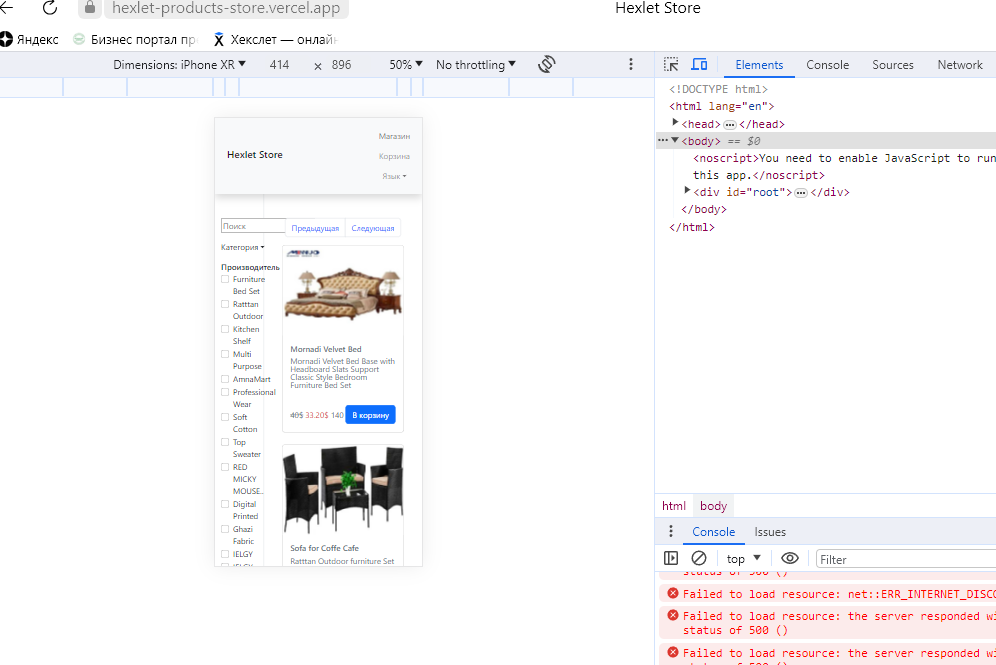 hexlet-products-store.vercel.app
Hexlet Store
Яндекс
Бизнес портал пр
Хекслет — онлай
Dimensions: iPhone XR
414 × 896
50%
No throttling
Elements Console Sources Network
<!DOCTYPE html>
<html lang="en">
<head> ••• </head>
••• <body> == $0
<noscript>You need to enable JavaScript to run
this app.</noscript>
<div id="root"> ••• </div>
</body>
</html>
Магазин
Hexlet Store
Корзина
Язык
Поиск
Предыдущая Следующая
Категория
Производитель
Furniture
Bed Set
Ratttan
Outdoor
Kitchen
Shelf
Multi
Purpose
AmnaMart
Professional
Wear
Soft
Cotton
Top
Sweater
RED
MICKY
MOUSE..
Digital
Printed
Ghazi
Fabric
IELGY
IELGY
Mornadi Velvet Bed
Mornadi Velvet Bed Base with
Headboard Slats Support
Classic Style Bedroom
Furniture Bed Set
40$ 33.20$ 140 В корзину
Sofa for Coffe Cafe
Ratttan Outdoor furniture Set
html body
Console Issues
top
Filter
status of 500 ()
Failed to load resource: net::ERR_INTERNET_DISCO
Failed to load resource: the server responded wi
status of 500 ()
Failed to load resource: the server responded wi
status of 500 ()